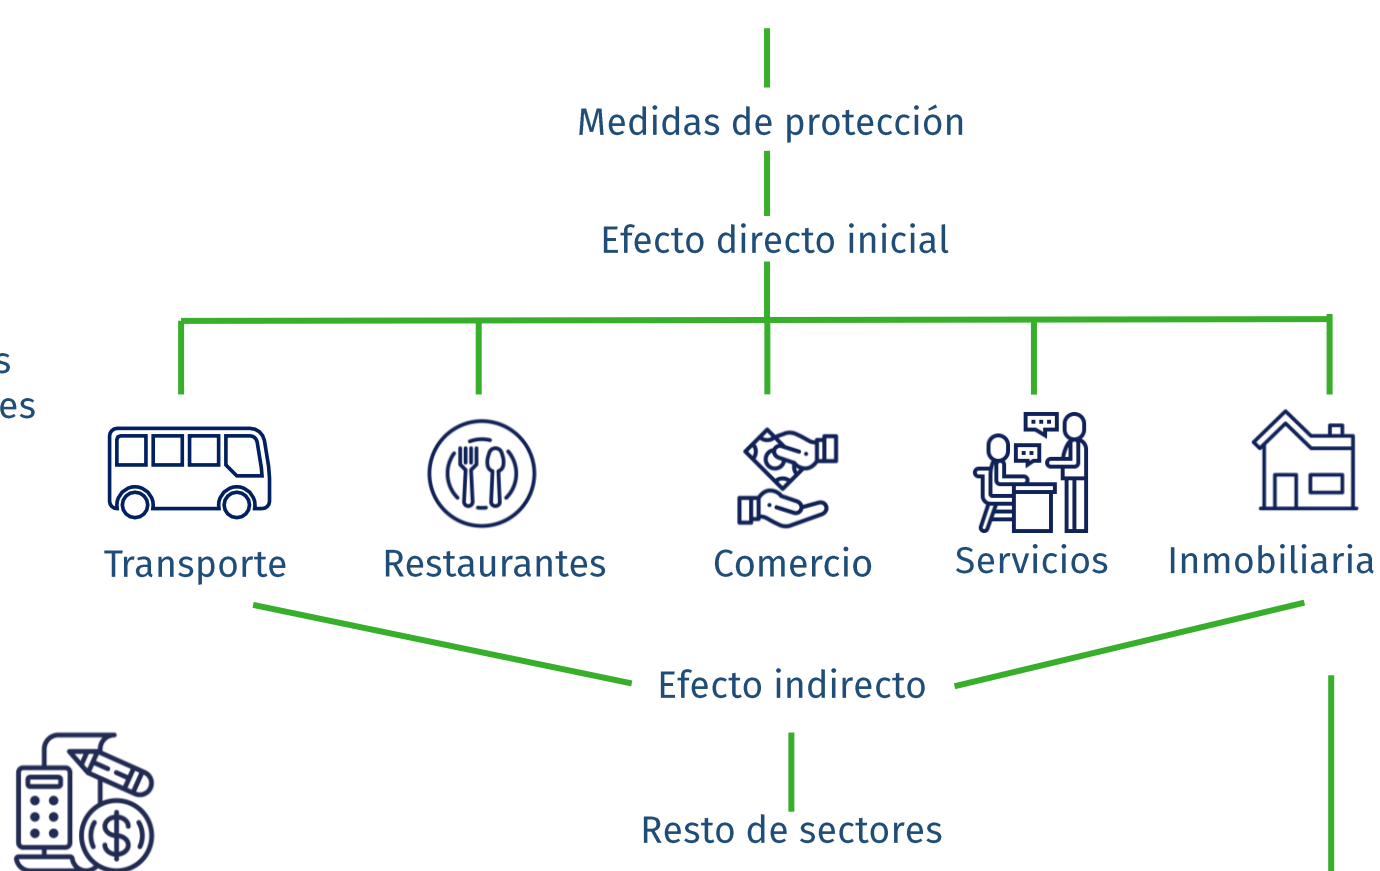 Medidas de protección
Efecto directo inicial
Transporte
Restaurantes
Comercio
Servicios
Inmobiliaria
Efecto indirecto
Resto de sectores
$